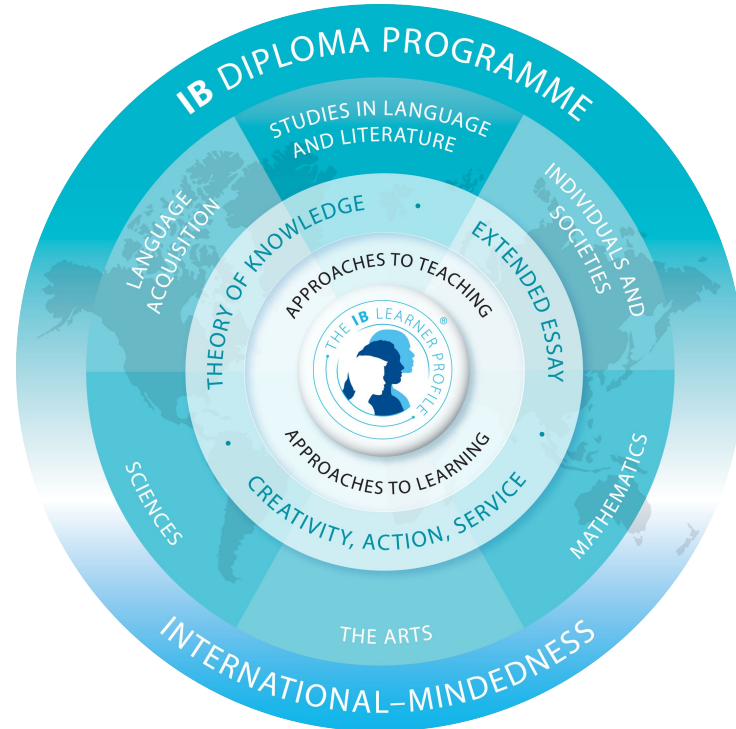 IB DIPLOMA PROGRAMME
STUDIES IN LANGUAGE
AND LITERATURE
LANGUAGE
ACQUISITION
INDIVIDUALS AND
SOCIETIES
THEORY OF KNOWLEDGE
EXTENDED ESSAY
APPROACHES TO TEACHING
THE IB LEARNER PROFILE
®
APPROACHES TO LEARNING
CREATIVITY, ACTION, SERVICE
SCIENCES
MATHEMATICS
THE ARTS
INTERNATIONAL–MINDEDNESS